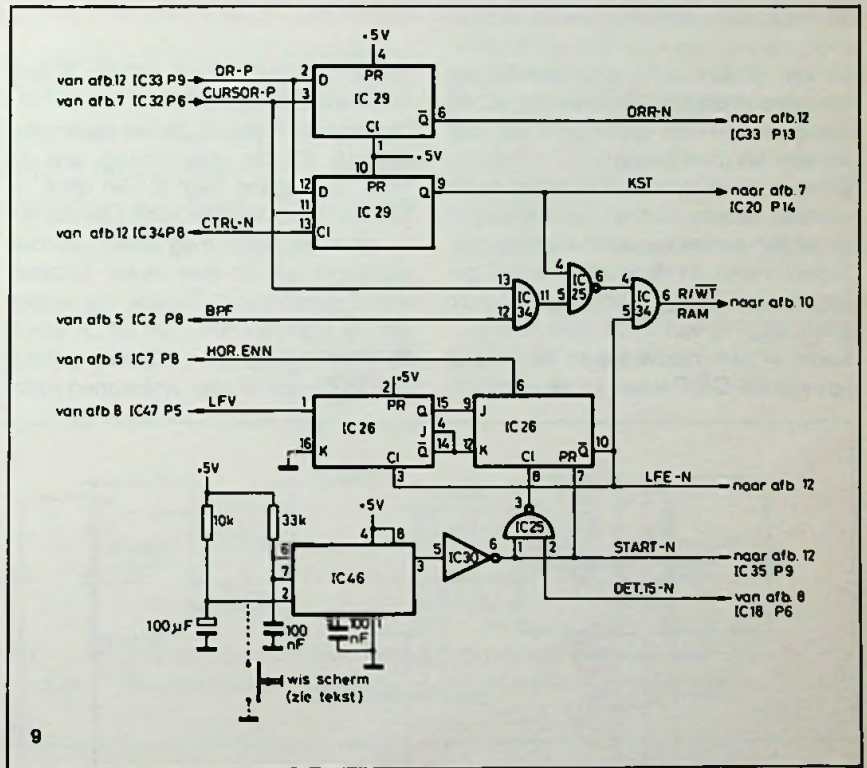 +5V
4
van afb.12 IC33 P9 DR-P 2 D PR
van afb.7 IC32P6 CURSOR-P 3 IC 29
Q 6 DRR-N naar afb.12
IC33 P13
Cl
1
10 +5V
PR
12 D Q 9 KST naar afb.7
11 IC 29 IC20 P14
van afb.12 IC34P8 CTRL-N 13 Cl
4 IC 25 6 4 IC 34 6 R/WT naar afb.10
13 IC 34 11 5 5 RAM
van afb.5 IC2 P8 BPF 12
van afb.5 IC7 P8 HOR.ENN
2 +5V 6
van afb.8 IC47 P5 LFV 1 PR Q 15 9 J
IC26 J 4 IC26
16 K Q 14 12 K Q 10
Cl Cl PR
3 8 7 LFE-N naar afb.12
+5V
10k 33k +5V 3
4 8 IC25
6 5 IC30 6 1 2 START-N naar afb.12
7 IC46 3 IC35 P9
2 DET.15-N van afb.8
IC18 P6
100µF 100 nF 100 nF 1
wis scherm
(zie tekst)
9